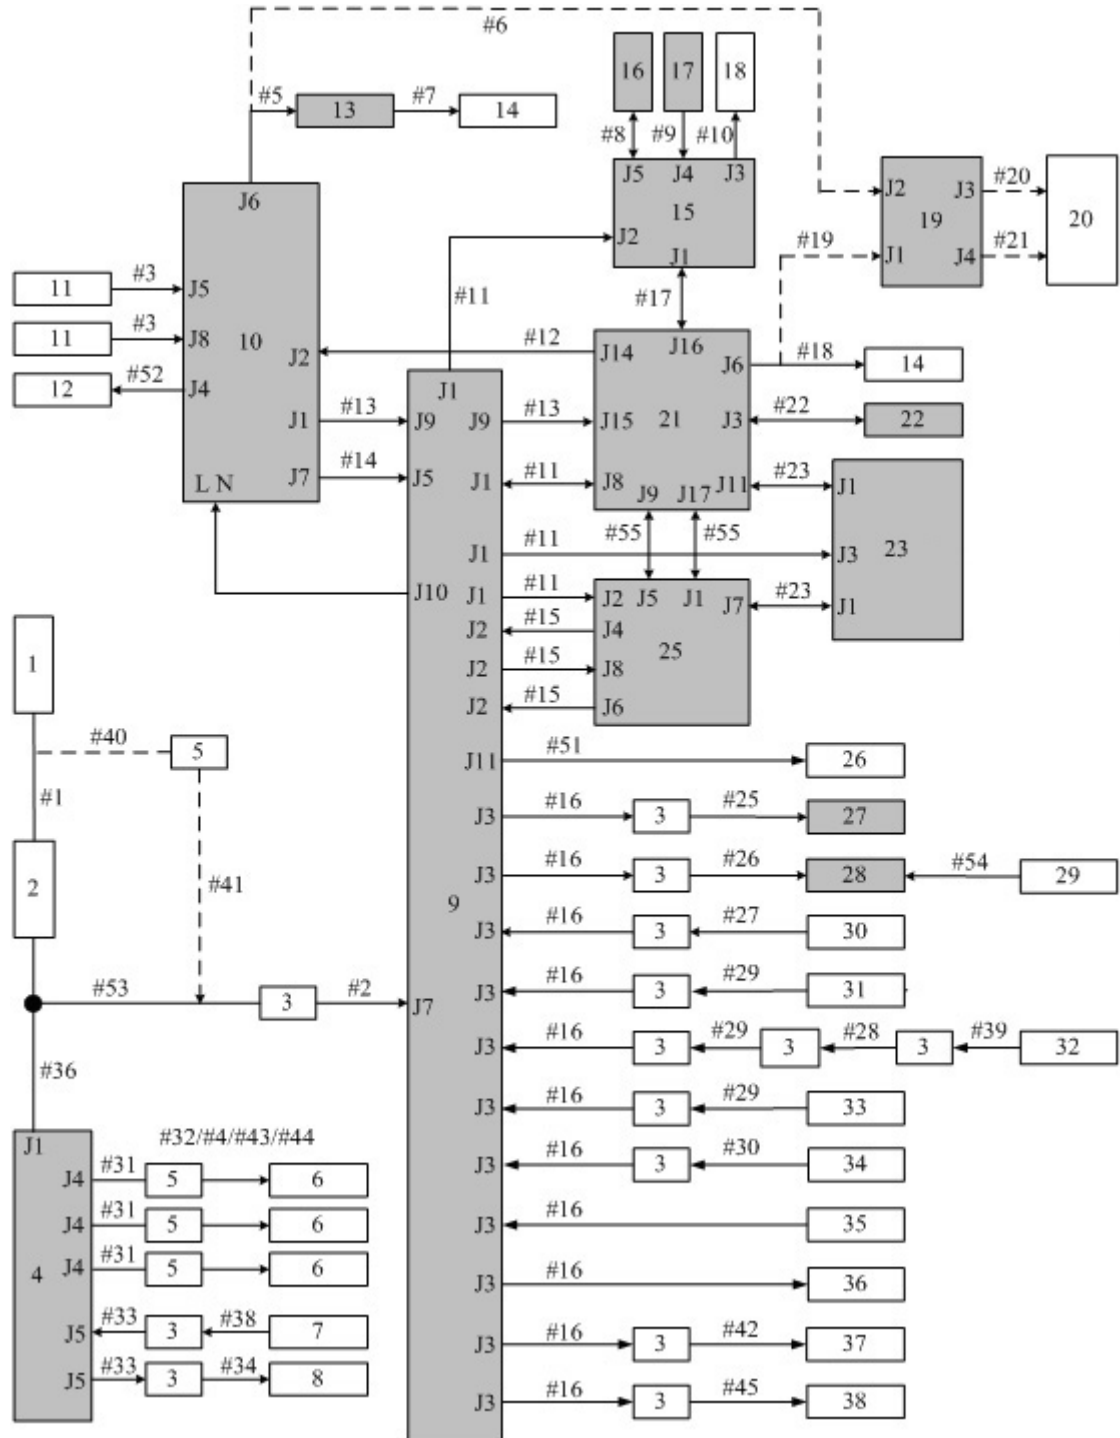 #6
16 17 18
#5 13 #7 14
#8 #9 #10
J6
J5 J4 J3
15
J2
J1
J2 J3 #20
19 20
#19 J1 J4 #21
11 #3 J5
#11 #17
11 #3 J8 10
#12 J14 J16
J2 J6 #18 14
12 #52 J4
J1
J1 #13 J9 J9 #13 J15 21 J3 #22 22
L N J7 #14 J5 J1 #11 J8 J9 J17 J11 #23 J1
#55 #55
J1 #11 J3 23
J10 J1 #11 J2 J5 J1 J7 #23 J1
J2 #15 J4
25
J2 #15 J8
J2 #15 J6
1
#40 5
J11 #51 26
#1
J3 #16 3 #25 27
2 #41
J3 #16 3 #26 28 #54 29
9
J3 #16 3 #27 30
#53 3 #2 J7 J3 #16 3 #29 31
J3 #16 3 #29 3 #28 3 #39 32
#36
J3 #16 3 #29 33
J1 #32/#4/#43/#44
J4 #31 5 6 J3 #16 3 #30 34
J4 #31 5 6 J3 #16 35
4 J4 #31 5 6 J3 #16 36
J5 #33 3 #38 7 J3 #16 3 #42 37
J5 #33 3 #34 8 J3 #16 3 #45 38